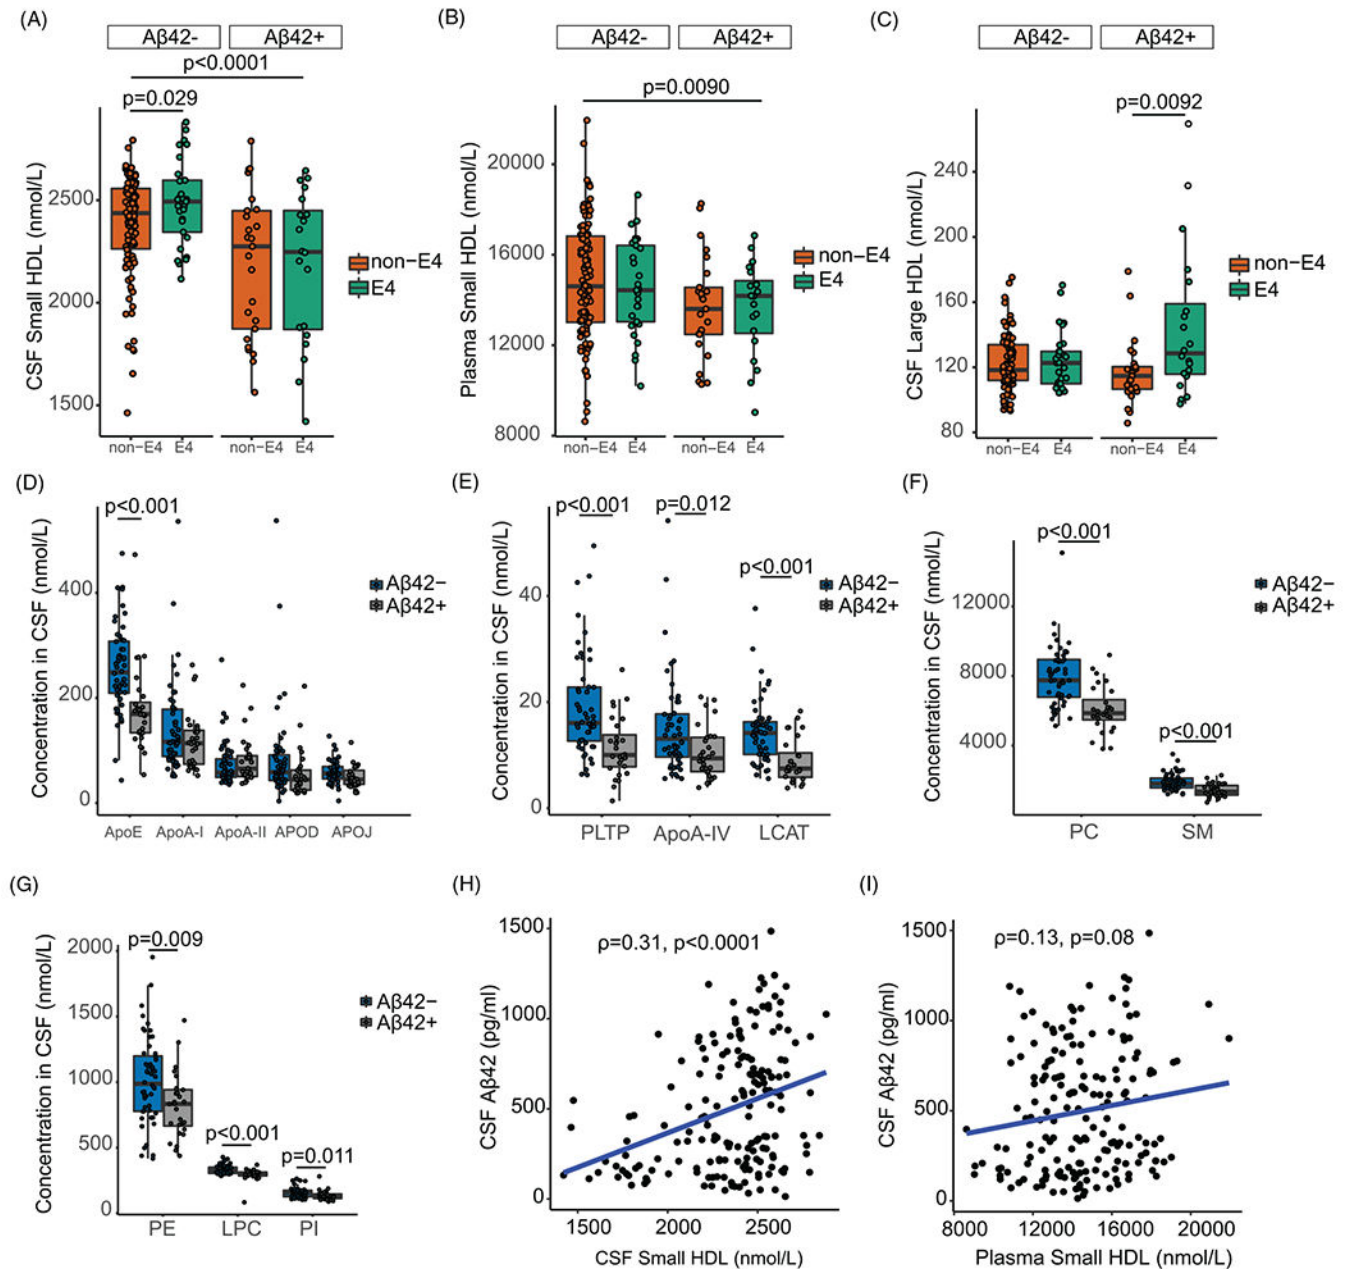 (A)
Aβ42-
Aβ42+
p<0.0001
p=0.029
CSF Small HDL (nmol/L)
2500
2000
1500
non-E4
E4
non-E4
E4
non-E4
E4
(B)
Aβ42-
Aβ42+
p=0.0090
Plasma Small HDL (nmol/L)
20000
16000
12000
8000
non-E4
E4
non-E4
E4
non-E4
E4
(C)
Aβ42-
Aβ42+
p=0.0092
CSF Large HDL (nmol/L)
240
200
160
120
80
non-E4
E4
non-E4
E4
non-E4
E4
(D)
p<0.001
Concentration in CSF (nmol/L)
400
200
0
ApoE
ApoA-I
ApoA-II
APOD
APOJ
Aβ42-
Aβ42+
(E)
p<0.001
p=0.012
p<0.001
Concentration in CSF (nmol/L)
40
20
0
PLTP
ApoA-IV
LCAT
Aβ42-
Aβ42+
(F)
p<0.001
p<0.001
Concentration in CSF (nmol/L)
12000
8000
4000
PC
SM
Aβ42-
Aβ42+
(G)
p=0.009
p<0.001
p=0.011
Concentration in CSF (nmol/L)
2000
1500
1000
500
0
PE
LPC
PI
Aβ42-
Aβ42+
(H)
ρ=0.31, p<0.0001
CSF Aβ42 (pg/ml)
1500
1000
500
0
1500
2000
2500
CSF Small HDL (nmol/L)
(I)
ρ=0.13, p=0.08
CSF Aβ42 (pg/ml)
1500
1000
500
0
8000
12000
16000
20000
Plasma Small HDL (nmol/L)